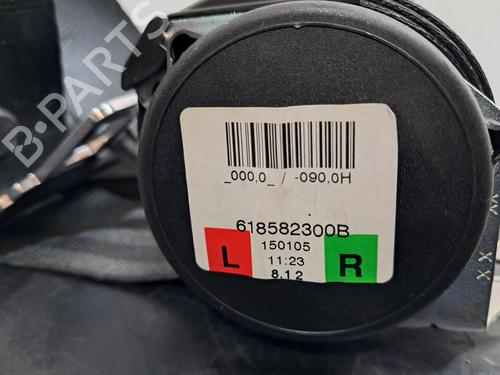 B-PARTS
_000,0_ / -090,0H
618582300B
L
150105
R
11:23
8.12
X X
X X